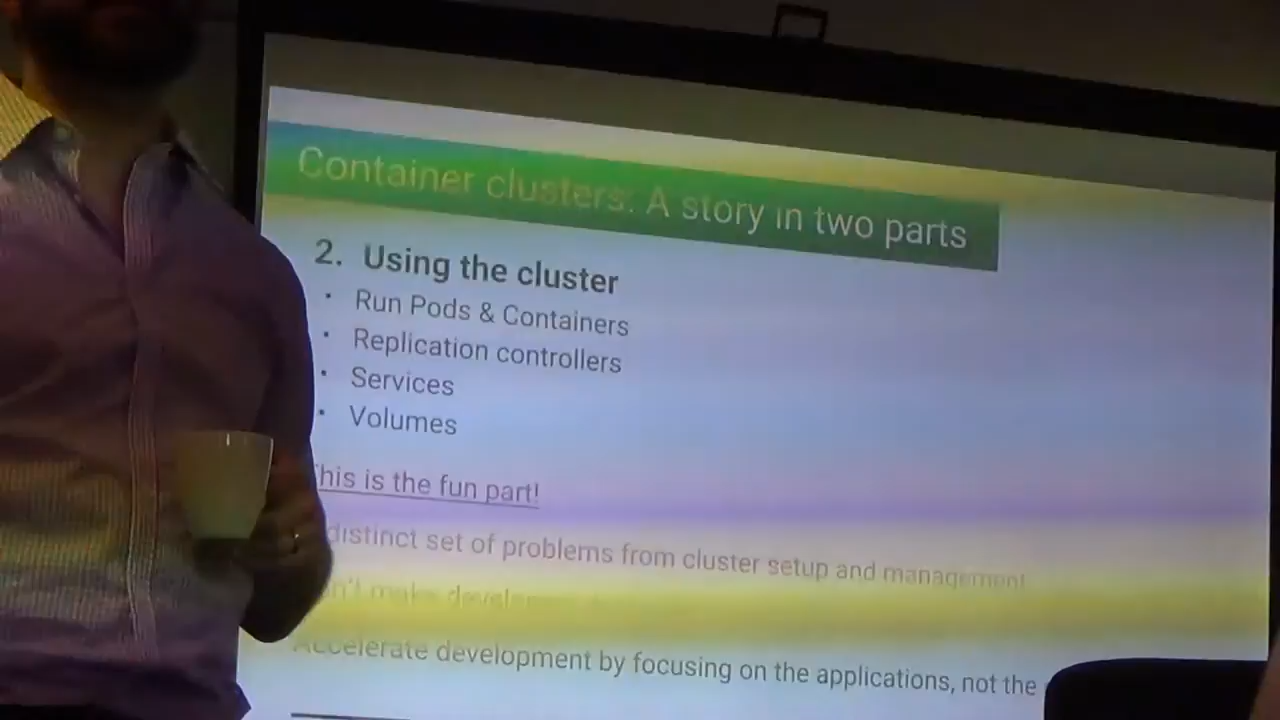 Container clusters: A story in two parts
2. Using the cluster
· Run Pods & Containers
· Replication controllers
· Services
· Volumes
This is the fun part!
distinct set of problems from cluster setup and management
make
Accelerate development by focusing on the applications, not the